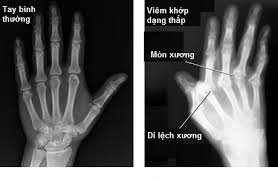 Tay bình
thường
Viêm khớp
dạng thấp
Mòn xương
Di lệch xương